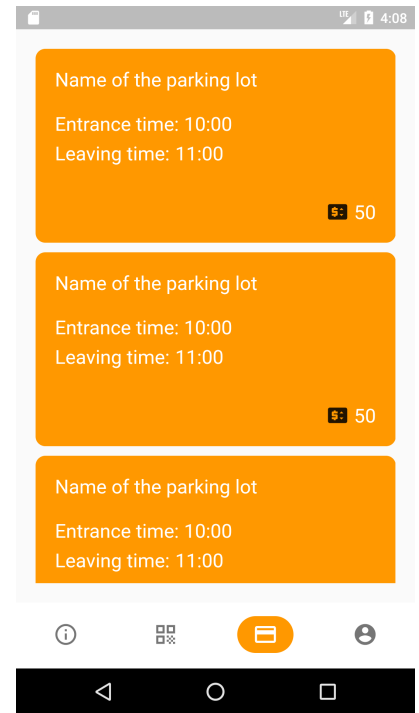 LTE 4:08
Name of the parking lot
Entrance time: 10:00
Leaving time: 11:00
50
Name of the parking lot
Entrance time: 10:00
Leaving time: 11:00
50
Name of the parking lot
Entrance time: 10:00
Leaving time: 11:00